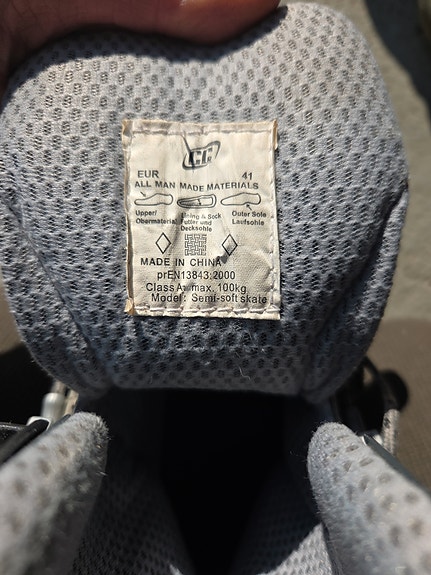 CC
EUR 41
ALL MAN MADE MATERIALS
Upper/ Lining & Sock Outer Sole
Obermaterial Futter und Laufsohle
Decksohle
MADE IN CHINA
prEN13843:2000
Class A: max. 100kg
Model: Semi-soft skate